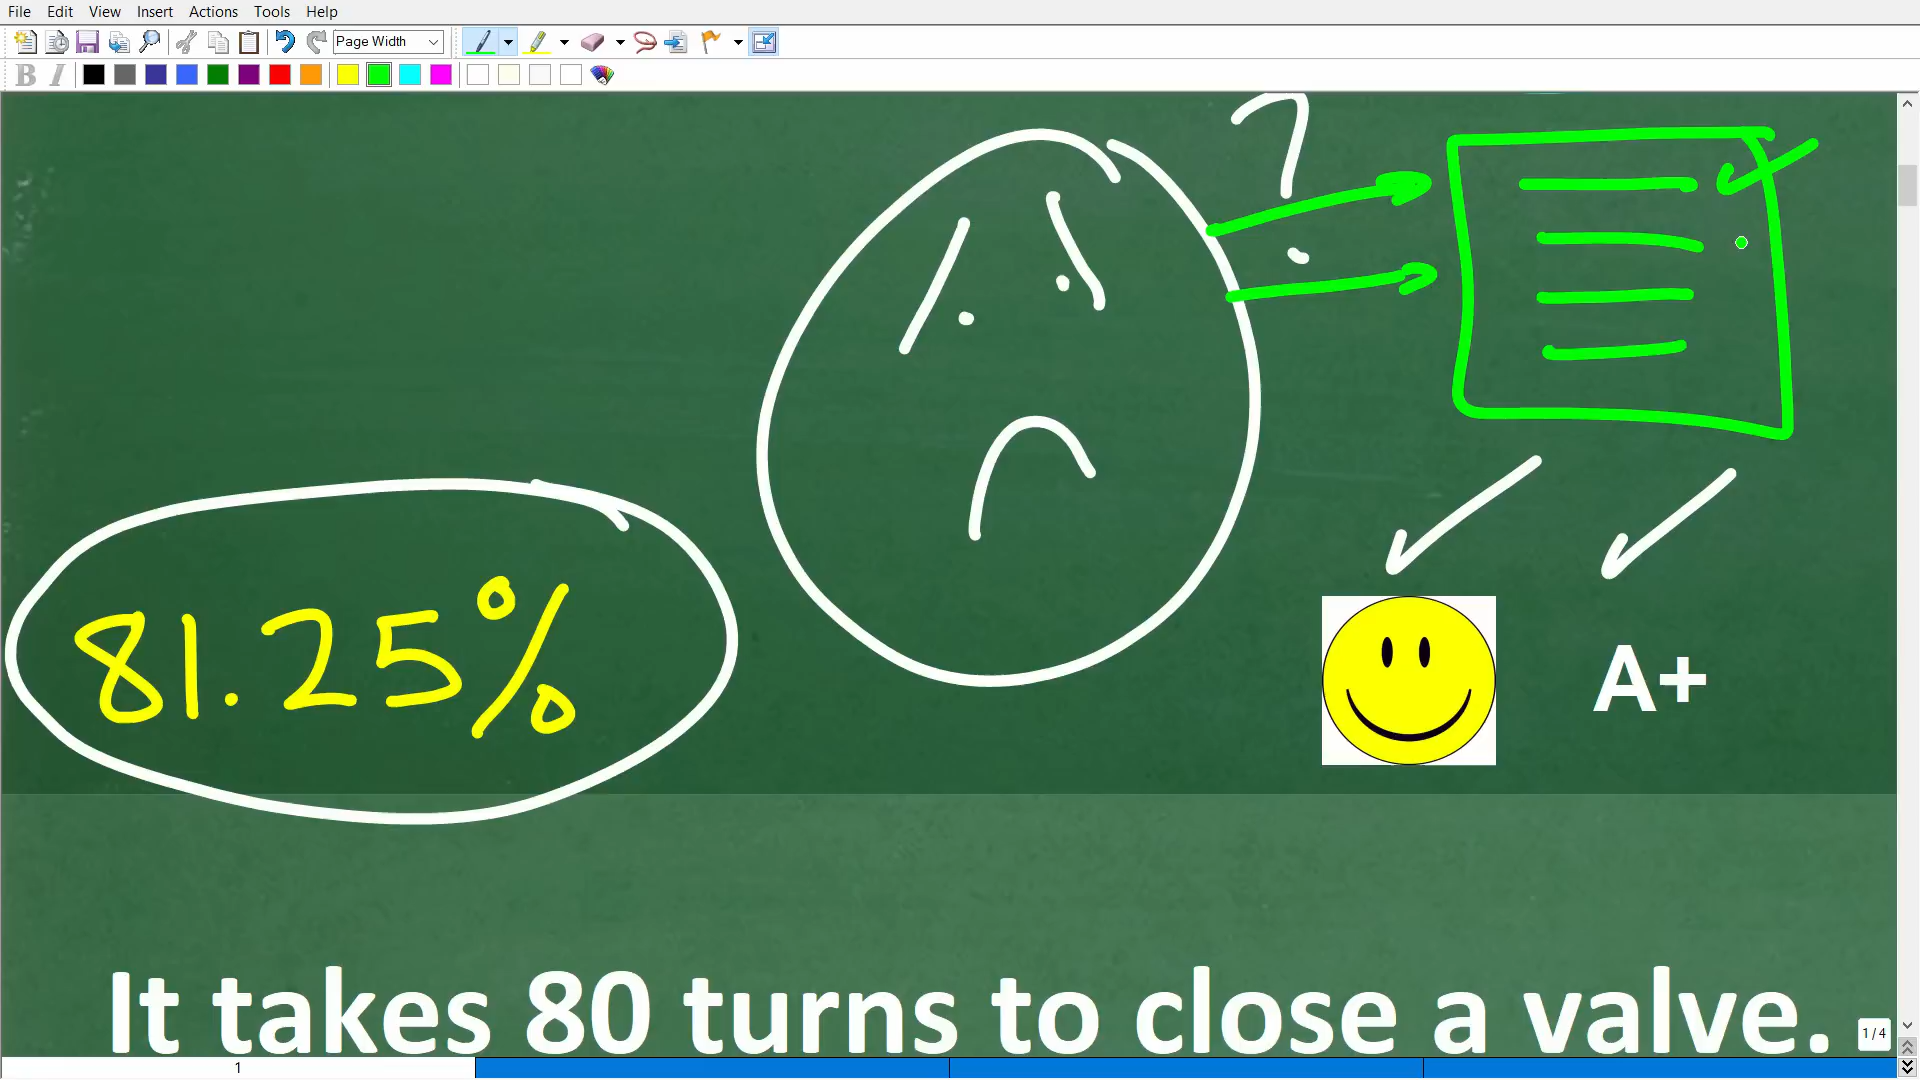 File Edit View Insert Actions Tools Help
Page Width
B I
?
81.25%
A+
It takes 80 turns to close a valve.
1 / 4
1